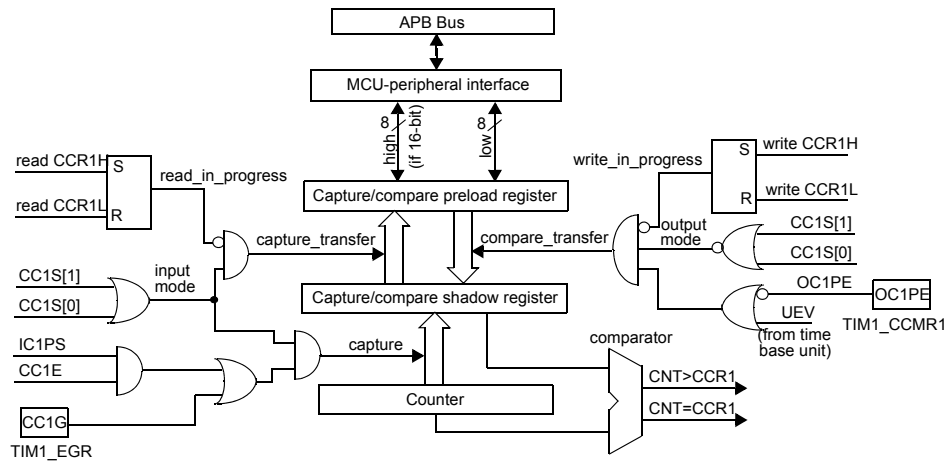 APB Bus
MCU-peripheral interface
8
high
(if 16-bit)
8
low
read CCR1H
S
read_in_progress
read CCR1L
R
write_in_progress
S
write CCR1H
R
write CCR1L
Capture/compare preload register
capture_transfer
compare_transfer
output
mode
CC1S[1]
CC1S[0]
CC1S[1]
input
mode
CC1S[0]
Capture/compare shadow register
OC1PE
OC1PE
UEV
TIM1_CCMR1
(from time
base unit)
IC1PS
CC1E
capture
comparator
CNT>CCR1
Counter
CNT=CCR1
CC1G
TIM1_EGR